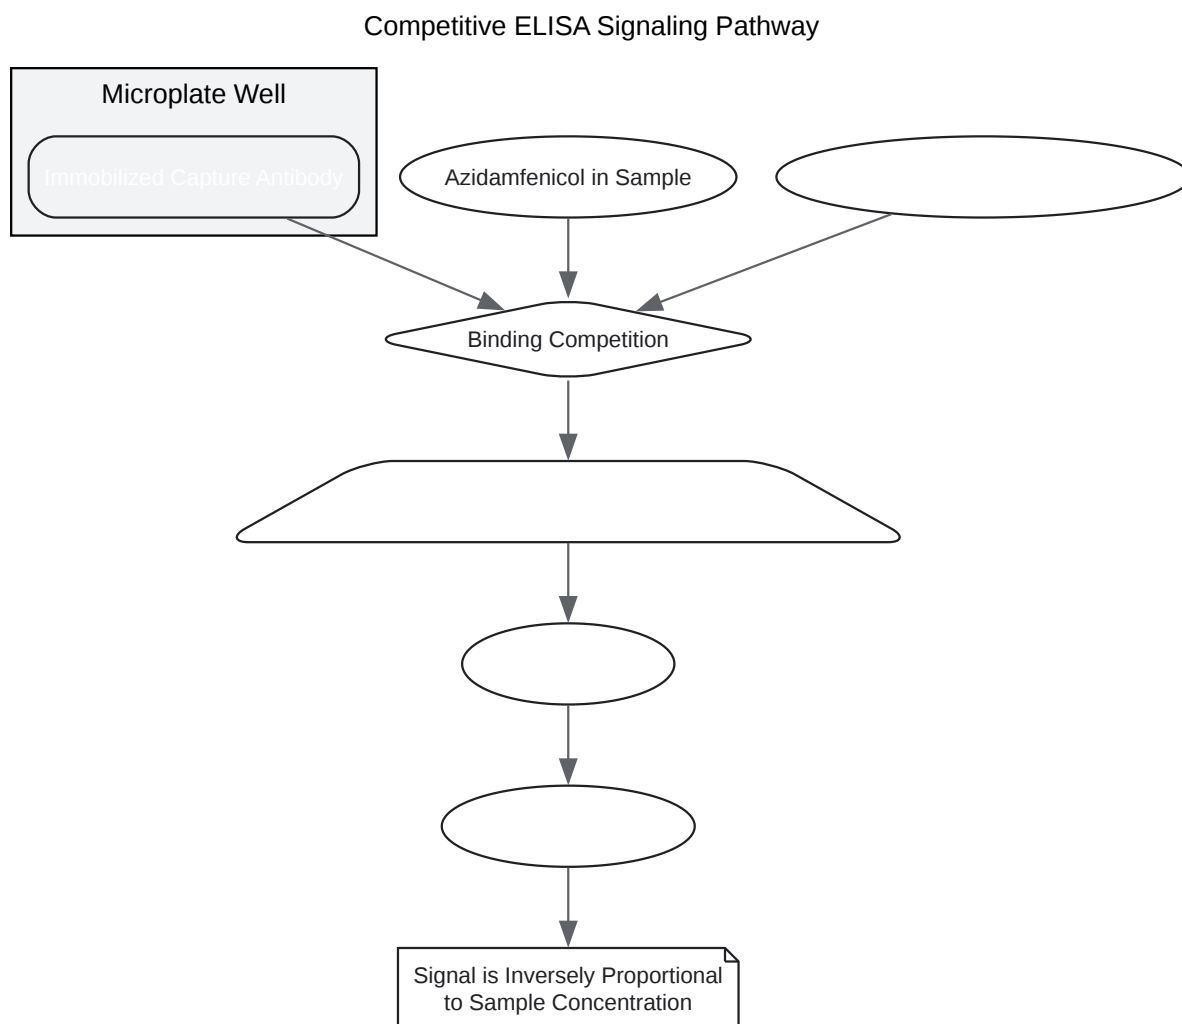 Competitive ELISA Signaling Pathway
Microplate Well
Immobilized Capture Antibody
Azidamfenicol in Sample
Binding Competition
Signal is Inversely Proportional
to Sample Concentration